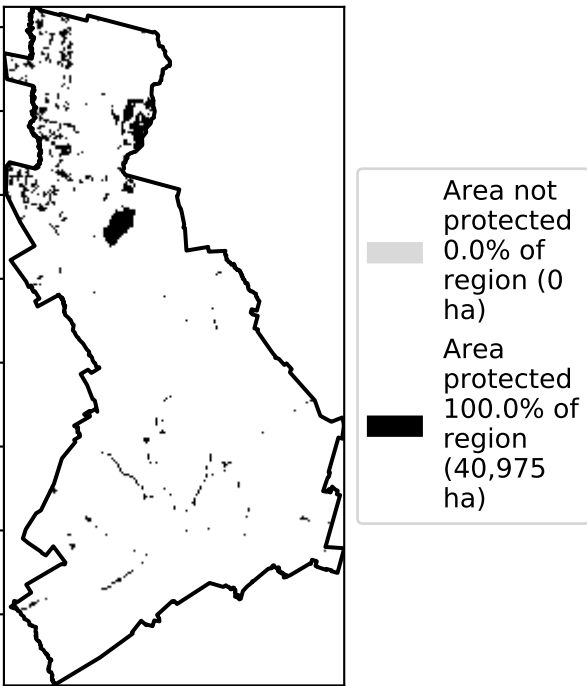 Area not
protected
0.0% of
region (0
ha)
Area
protected
100.0% of
region
(40,975
ha)